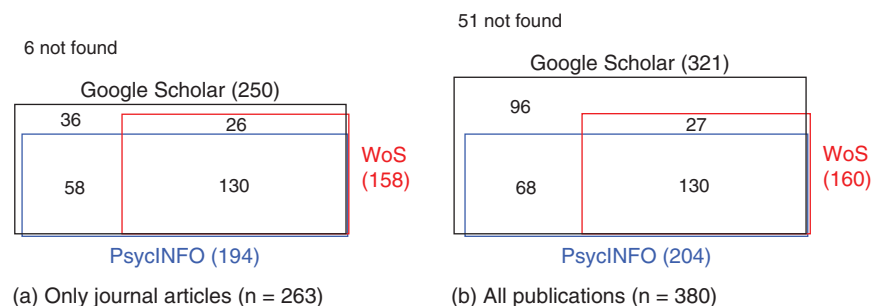 6 not found
Google Scholar (250)
36
26
58
130
WoS
(158)
PsycINFO (194)
(a) Only journal articles (n = 263)
51 not found
Google Scholar (321)
96
27
68
130
WoS
(160)
PsycINFO (204)
(b) All publications (n = 380)